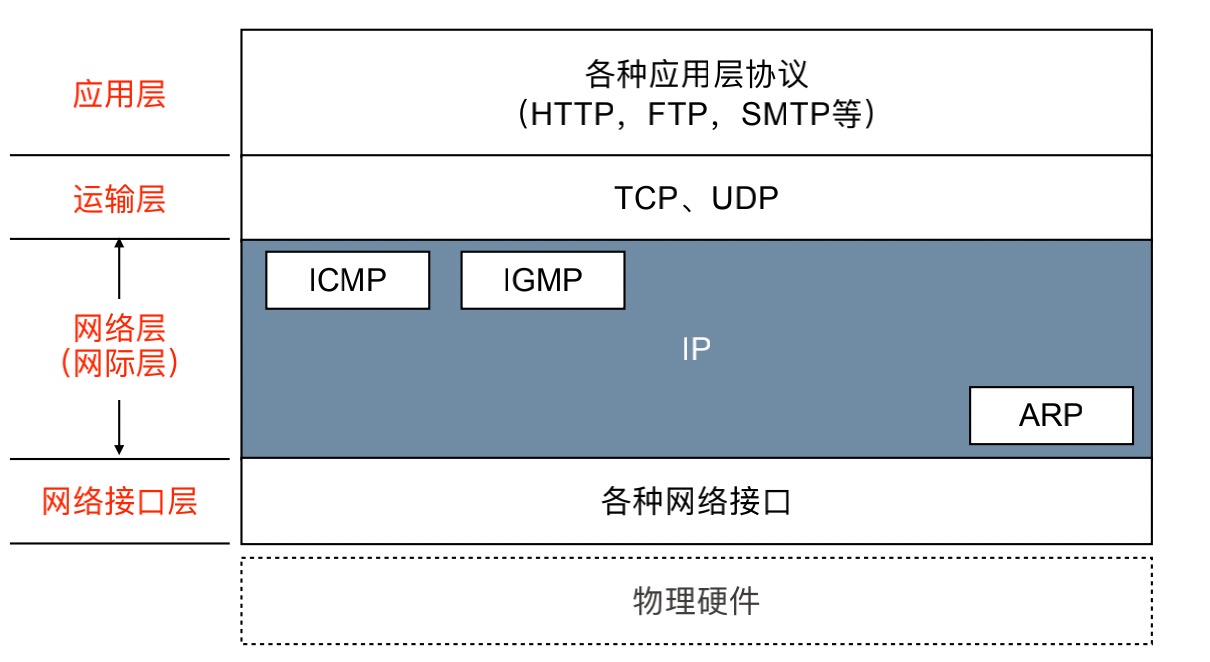 应用层
各种应用层协议
（HTTP，FTP，SMTP等）
运输层
TCP、UDP
ICMP
IGMP
网络层
（网际层）
IP
ARP
网络接口层
各种网络接口
物理硬件